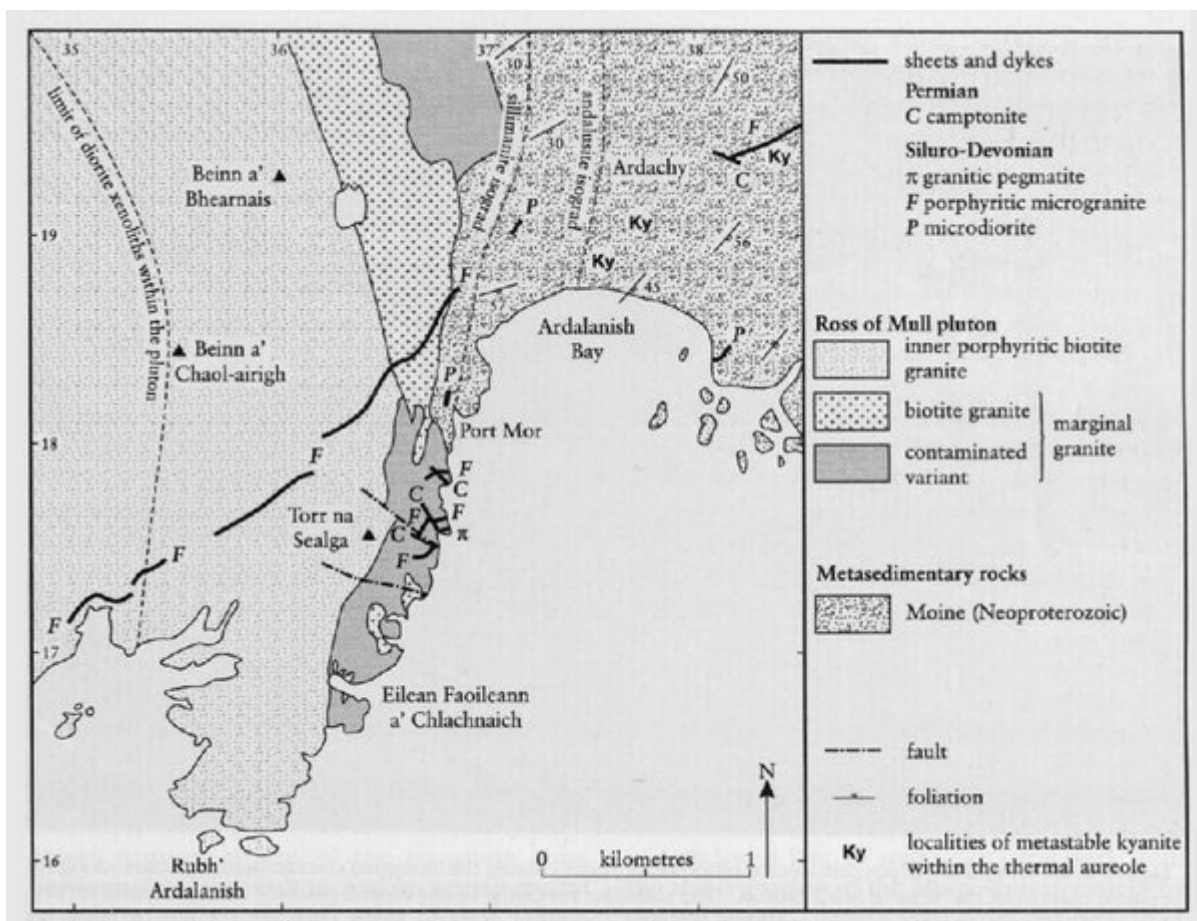 35
36
37
38
19
18
17
16
limit of diorite xenoliths within the pluton
Beinn a'
Bhearnais
Beinn a'
Chaol-airigh
sillimanite isograd
andalusite isograd
30
30
50
56
45
Ardachy
F
Ky
C
P
Ky
Ky
F
Ardalanish
Bay
P
P
Port Mor
F
F
C
C
F
F
π
C
F
Torr na
Sealga
F
F
Eilean Faoileann
a' Chlachnaich
Rubh'
Ardalanish
N
0 kilometres 1
sheets and dykes
Permian
C camptonite
Siluro-Devonian
π granitic pegmatite
F porphyritic microgranite
P microdiorite
Ross of Mull pluton
inner porphyritic biotite
granite
biotite granite
contaminated
variant
marginal
granite
Metasedimentary rocks
Moine (Neoproterozoic)
fault
foliation
Ky localities of metastable kyanite
within the thermal aureole